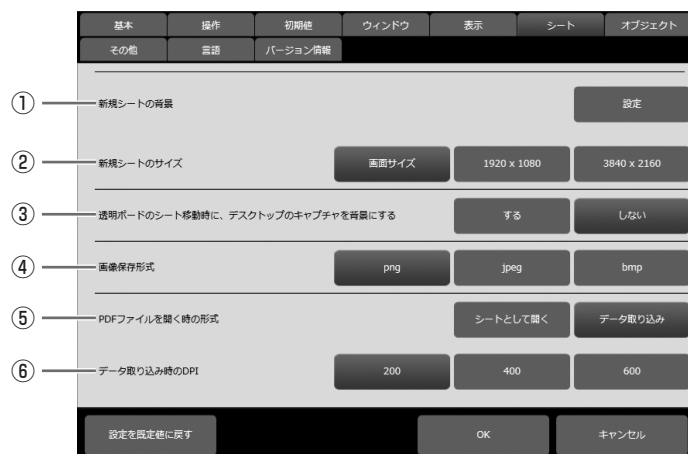 基本 操作 初期値 ウィンドウ 表示 シート オブジェクト
その他 言語 バージョン情報
① 新規シートの背景 設定
② 新規シートのサイズ 画面サイズ 1920 x 1080 3840 x 2160
③ 透明ボードのシート移動時に、デスクトップのキャプチャを背景にする する しない
④ 画像保存形式 png jpeg bmp
⑤ PDFファイルを開く時の形式 シートとして開く データ取り込み
⑥ データ取り込み時のDPI 200 400 600
設定を既定値に戻す OK キャンセル